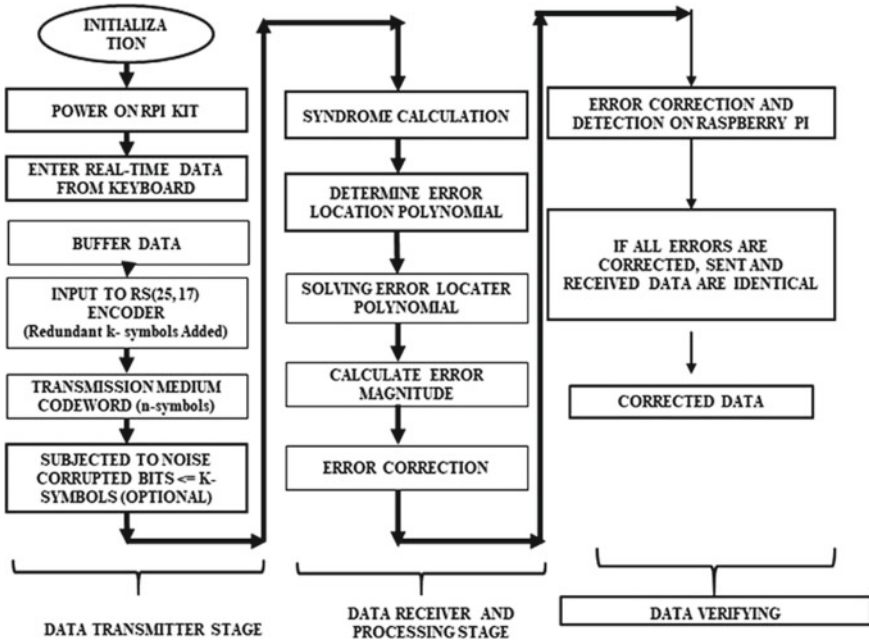 INITIALIZA
TION
POWER ON RPI KIT
ENTER REAL-TIME DATA
FROM KEYBOARD
BUFFER DATA
INPUT TO RS(25,17)
ENCODER
(Redundant k- symbols Added)
TRANSMISSION MEDIUM
CODEWORD (n-symbols)
SUBJECTED TO NOISE
CORRUPTED BITS <= K-
SYMBOLS (OPTIONAL)
DATA TRANSMITTER STAGE
SYNDROME CALCULATION
DETERMINE ERROR
LOCATION POLYNOMIAL
SOLVING ERROR LOCATER
POLYNOMIAL
CALCULATE ERROR
MAGNITUDE
ERROR CORRECTION
DATA RECEIVER AND
PROCESSING STAGE
ERROR CORRECTION AND
DETECTION ON RASPBERRY PI
IF ALL ERRORS ARE
CORRECTED, SENT AND
RECEIVED DATA ARE IDENTICAL
CORRECTED DATA
DATA VERIFYING